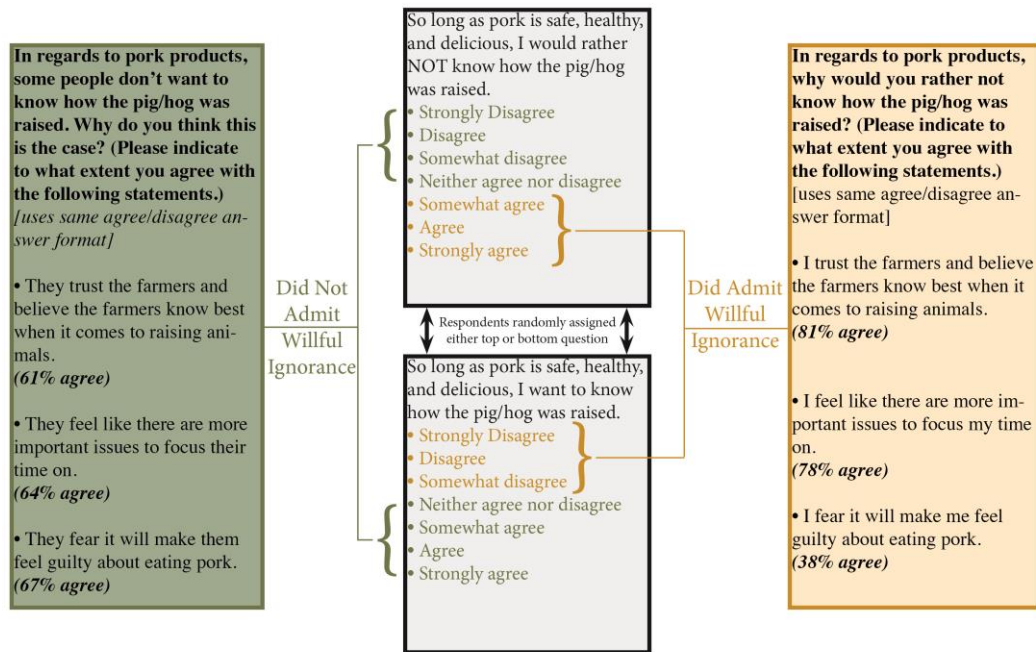 In regards to pork products,
some people don’t want to
know how the pig/hog was
raised. Why do you think this
is the case? (Please indicate
to what extent you agree with
the following statements.)
[uses same agree/disagree an-
swer format]
• They trust the farmers and
believe the farmers know best
when it comes to raising ani-
mals.
(61% agree)
• They feel like there are more
important issues to focus their
time on.
(64% agree)
• They fear it will make them
feel guilty about eating pork.
(67% agree)
Did Not
Admit
Willful
Ignorance
So long as pork is safe, healthy,
and delicious, I would rather
NOT know how the pig/hog
was raised.
• Strongly Disagree
• Disagree
• Somewhat disagree
• Neither agree nor disagree
• Somewhat agree
• Agree
• Strongly agree
Respondents randomly assigned
either top or bottom question
So long as pork is safe, healthy,
and delicious, I want to know
how the pig/hog was raised.
• Strongly Disagree
• Disagree
• Somewhat disagree
• Neither agree nor disagree
• Somewhat agree
• Agree
• Strongly agree
Did Admit
Willful
Ignorance
In regards to pork products,
why would you rather not
know how the pig/hog was
raised? (Please indicate to
what extent you agree with
the following statements.)
[uses same agree/disagree an-
swer format]
• I trust the farmers and believe
the farmers know best when it
comes to raising animals.
(81% agree)
• I feel like there are more im-
portant issues to focus my time
on.
(78% agree)
• I fear it will make me feel
guilty about eating pork.
(38% agree)